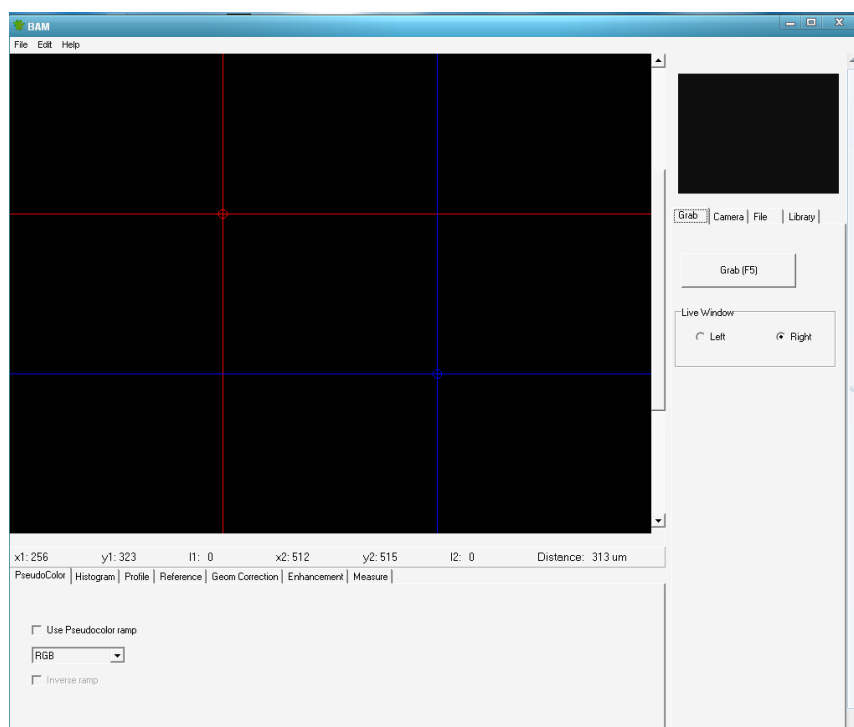 BAM
File Edit Help
Grab Camera File Library
Grab (F5)
Live Window
Left Right
x1: 256 y1: 323 I1: 0 x2: 512 y2: 515 I2: 0 Distance: 313 um
PseudoColor Histogram Profile Reference Geom Correction Enhancement Measure
Use Pseudocolor ramp
RGB
Inverse ramp